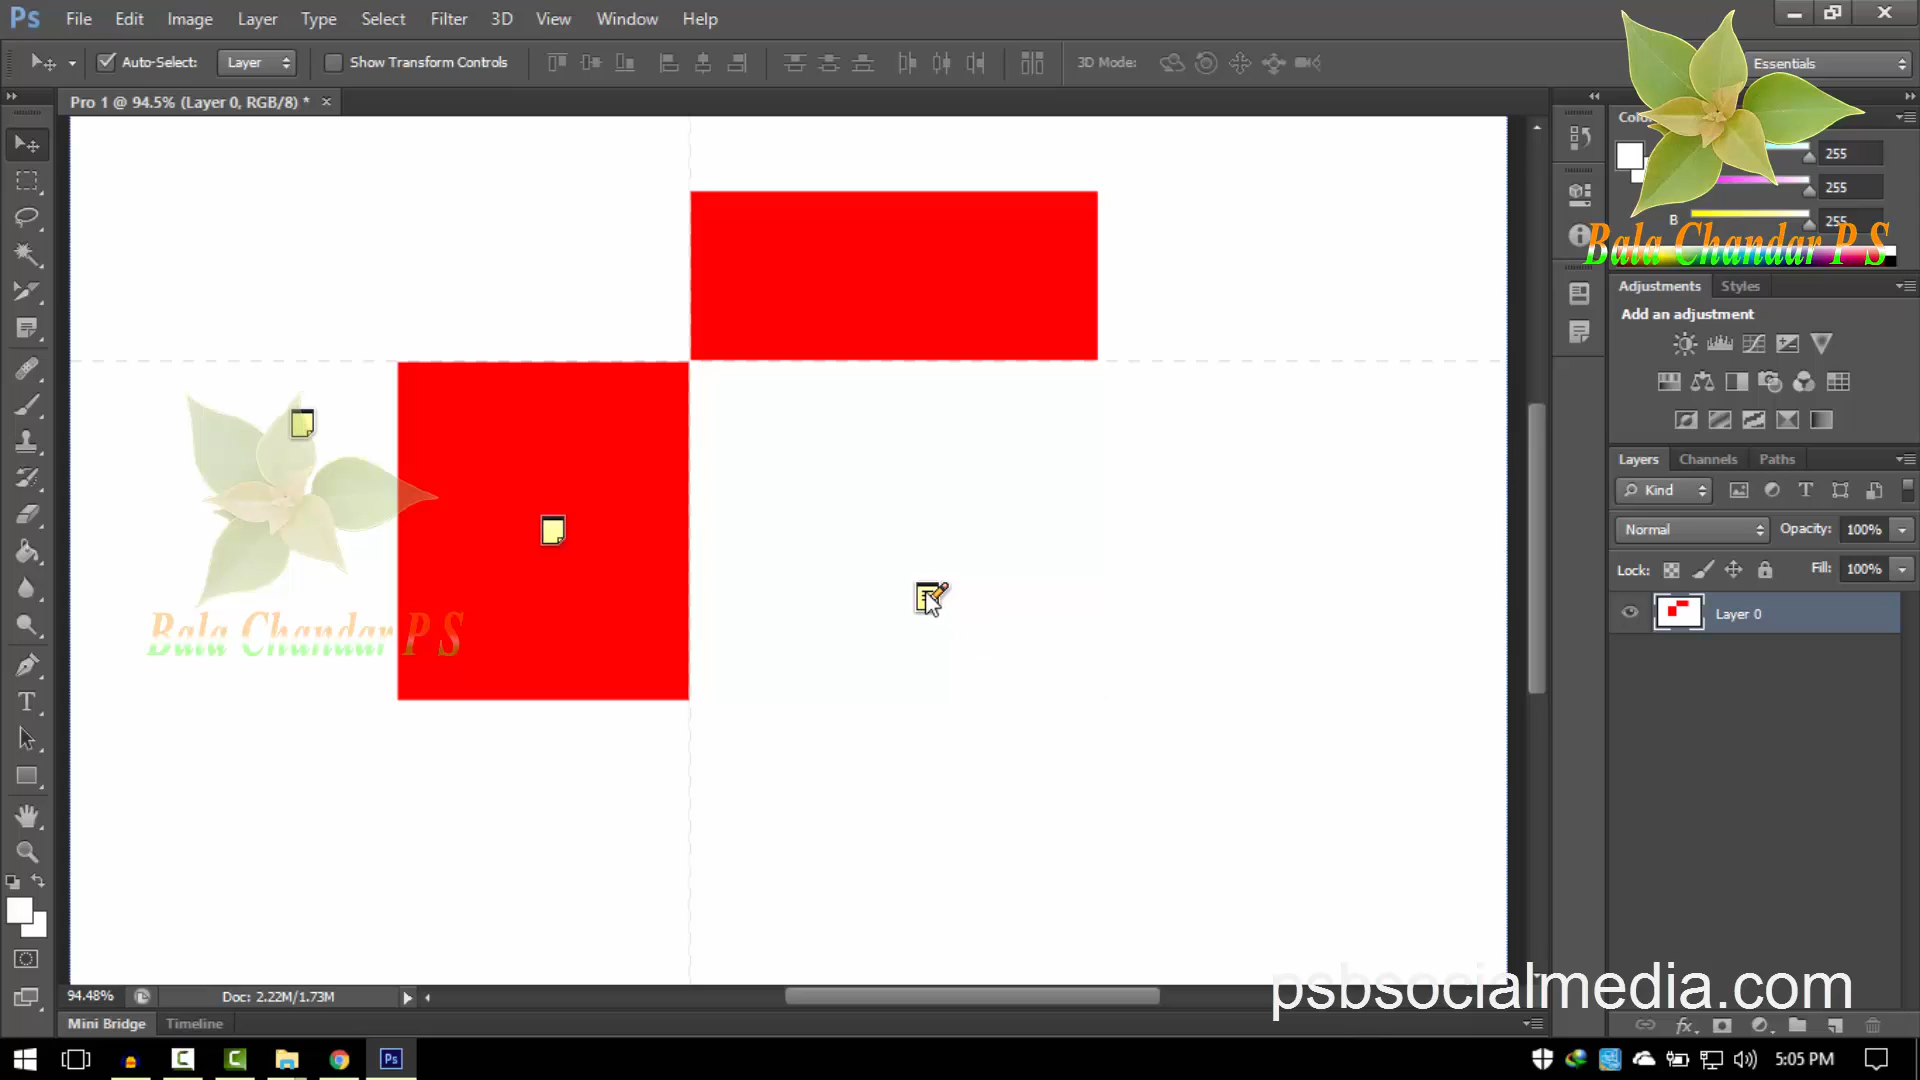 Ps File Edit Image Layer Type Select Filter 3D View Window Help
Auto-Select: Layer Show Transform Controls 3D Mode: Essentials
Pro 1 @ 94.5% (Layer 0, RGB/8) *
255
255
B 255
Bala Chandar P S
Adjustments Styles
Add an adjustment
Layers Channels Paths
Kind
Normal Opacity: 100%
Lock: Fill: 100%
Layer 0
Bala Chandar P S
psbsocialmedia.com
94.48% Doc: 2.22M/1.73M
Mini Bridge Timeline
5:05 PM